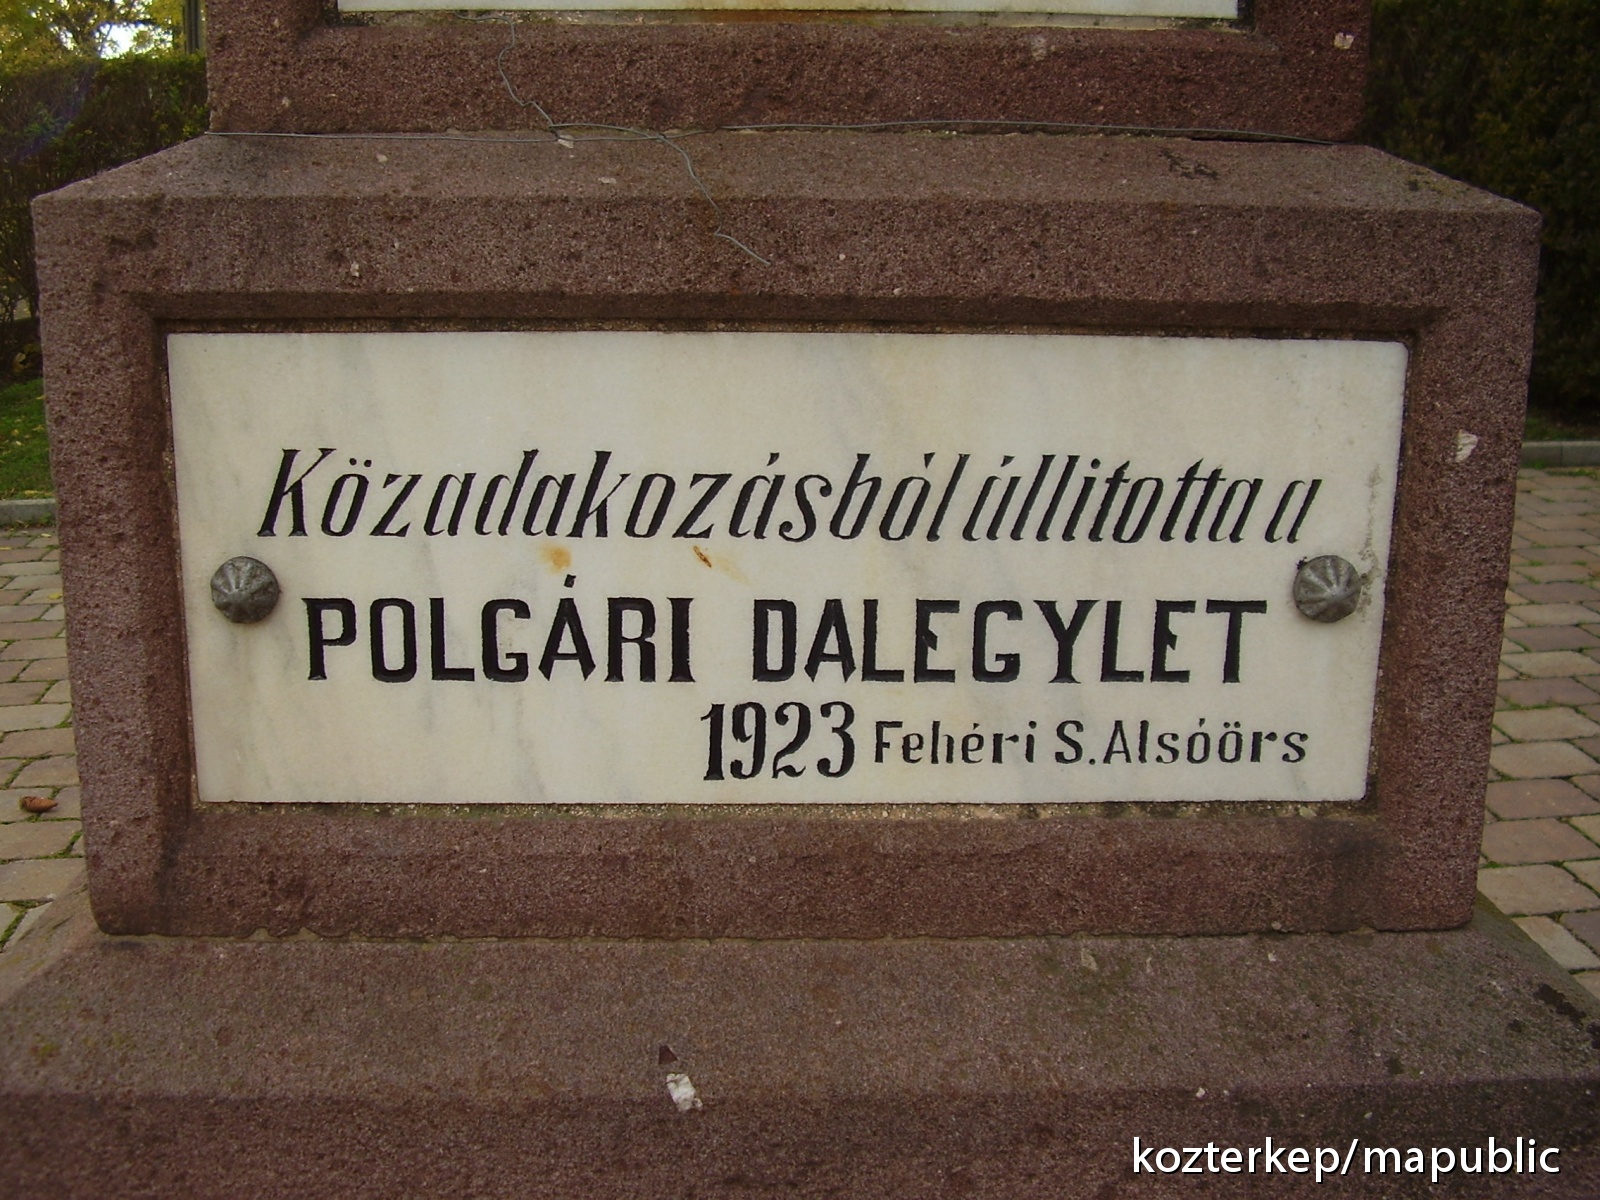 Közadakozásból állitotta a
POLGÁRI DALEGYLET
1923 Fehéri S. Alsóörs
kozterkep/mapublic